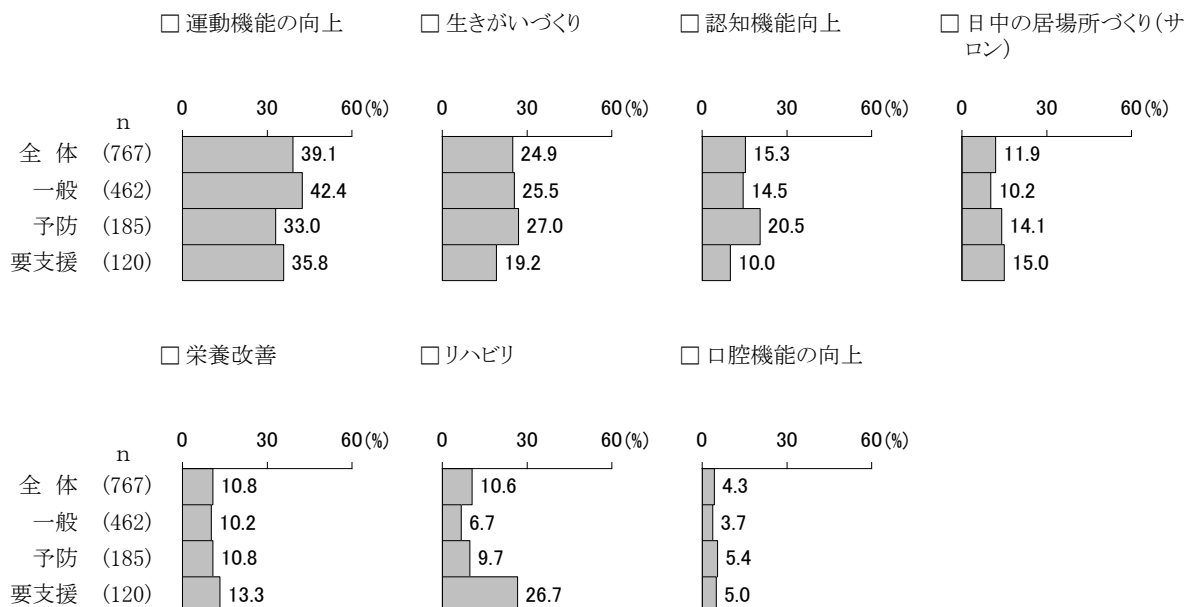 □ 運動機能の向上 □ 生きがいづくり □ 認知機能向上 □ 日中の居場所づくり(サロン)
0 30 60(%) 0 30 60(%) 0 30 60(%) 0 30 60(%)
n
全 体 (767) 39.1 24.9 15.3 11.9
一般 (462) 42.4 25.5 14.5 10.2
予防 (185) 33.0 27.0 20.5 14.1
要支援 (120) 35.8 19.2 10.0 15.0
□ 栄養改善 □ リハビリ □ 口腔機能の向上
0 30 60(%) 0 30 60(%) 0 30 60(%)
n
全 体 (767) 10.8 10.6 4.3
一般 (462) 10.2 6.7 3.7
予防 (185) 10.8 9.7 5.4
要支援 (120) 13.3 26.7 5.0